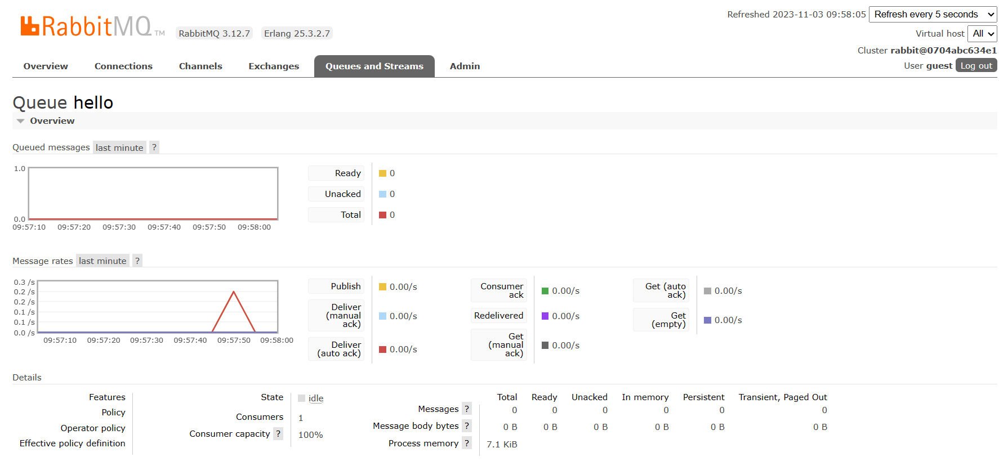 Refreshed 2023-11-03 09:58:05 Refresh every 5 seconds
RabbitMQ TM RabbitMQ 3.12.7 Erlang 25.3.2.7
Virtual host All
Cluster rabbit@0704abc634e1
User guest Log out
Overview Connections Channels Exchanges Queues and Streams Admin
Queue hello
Overview
Queued messages last minute ?
1.0
0.0
09:57:10 09:57:20 09:57:30 09:57:40 09:57:50 09:58:00
Ready 0
Unacked 0
Total 0
Message rates last minute ?
0.3 /s
0.2 /s
0.2 /s
0.1 /s
0.1 /s
0.0 /s
09:57:10 09:57:20 09:57:30 09:57:40 09:57:50 09:58:00
Publish 0.00/s
Deliver
(manual
ack) 0.00/s
Deliver
(auto ack) 0.00/s
Consumer
ack 0.00/s
Redelivered 0.00/s
Get
(manual
ack) 0.00/s
Get (auto
ack) 0.00/s
Get
(empty) 0.00/s
Details
Features
Policy
Operator policy
Effective policy definition
State idle
Consumers 1
Consumer capacity ? 100%
Total Ready Unacked In memory Persistent Transient, Paged Out
Messages ? 0 0 0 0 0 0
Message body bytes ? 0 B 0 B 0 B 0 B 0 B 0 B
Process memory ? 7.1 KiB